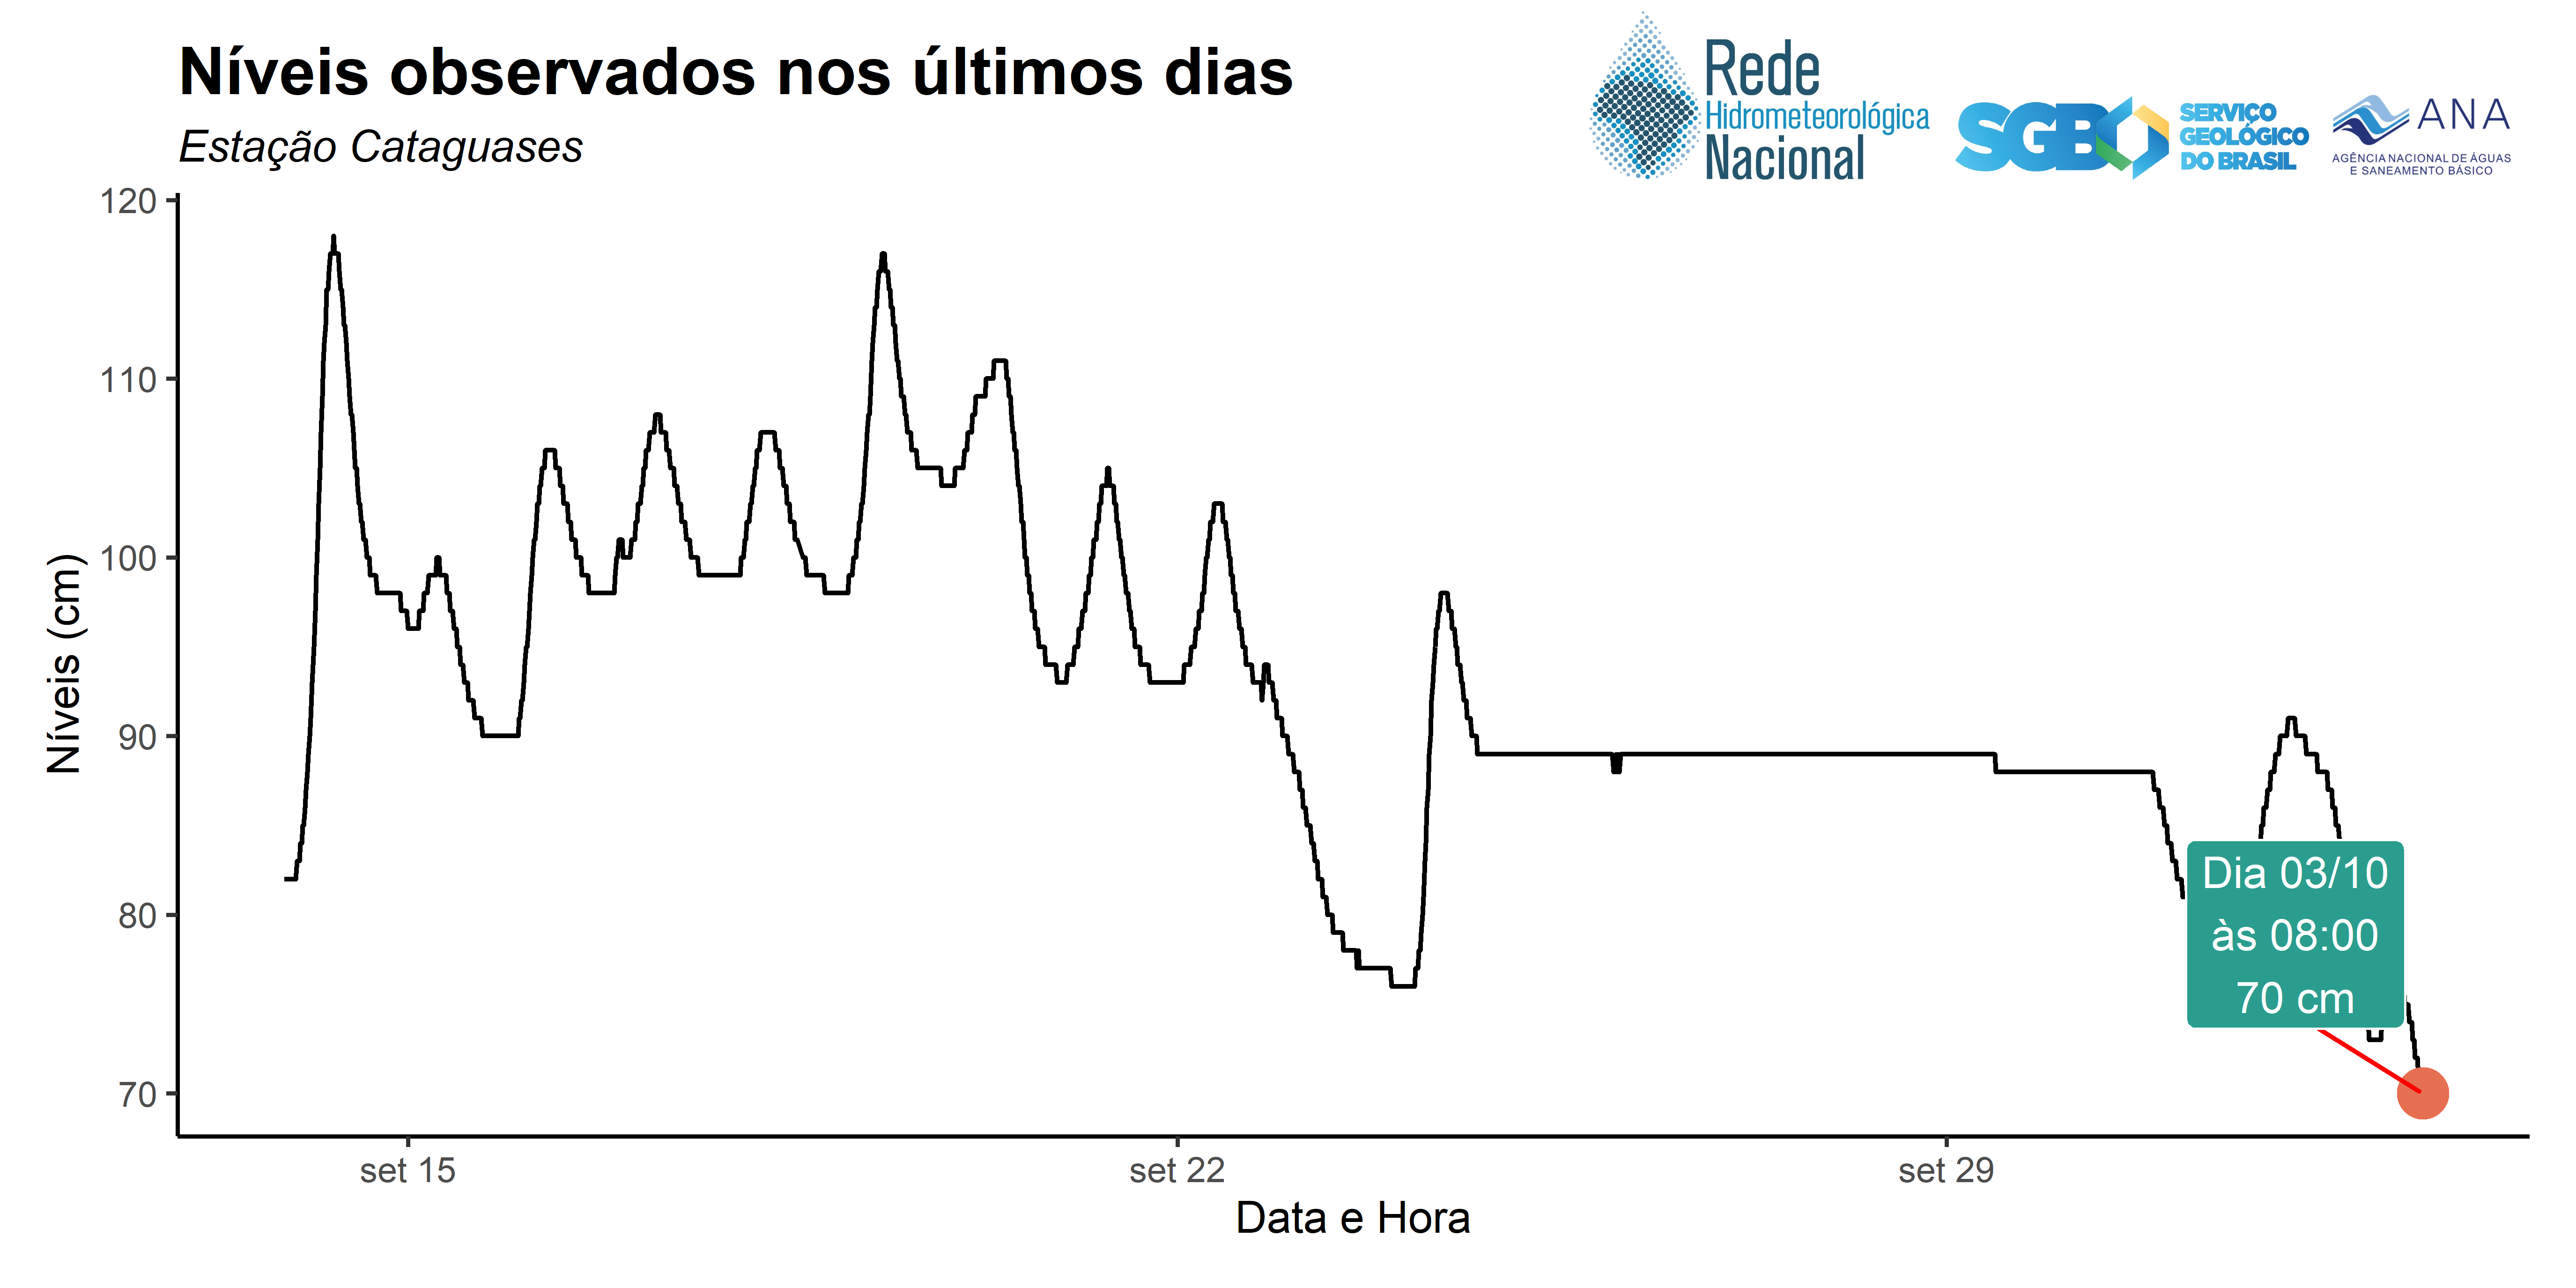 Níveis observados nos últimos dias
Estação Cataguases
Rede
Hidrometeorológica
Nacional
SGB
SERVIÇO
GEOLÓGICO
DO BRASIL
ANA
AGÊNCIA NACIONAL DE ÁGUAS
E SANEAMENTO BÁSICO
120
110
100
90
80
70
Níveis (cm)
Dia 03/10
às 08:00
70 cm
set 15
set 22
set 29
Data e Hora